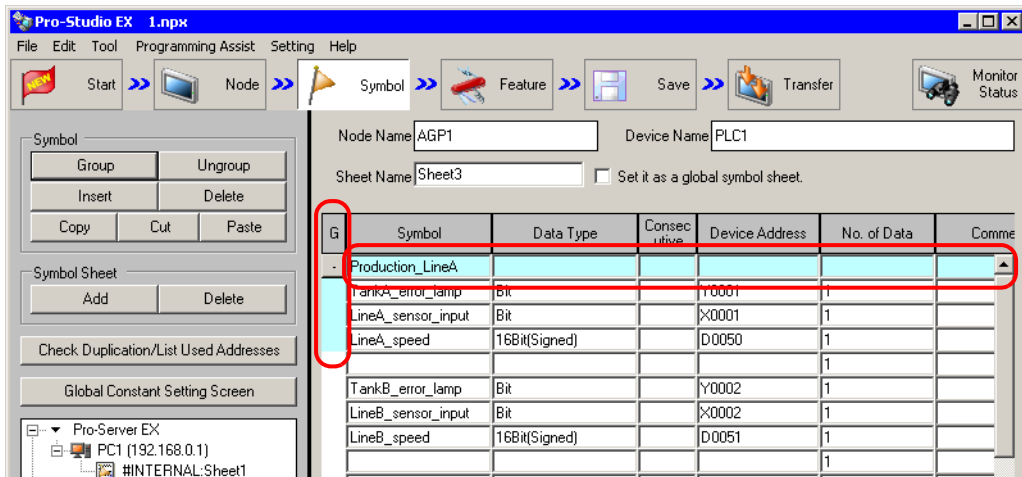 Pro-Studio EX 1.npx
File Edit Tool Programming Assist Setting Help
NEW Start Node Symbol Feature Save Transfer Monitor Status
Symbol
Group Ungroup
Insert Delete
Copy Cut Paste
Symbol Sheet
Add Delete
Check Duplication/List Used Addresses
Global Constant Setting Screen
Pro-Server EX
PC1 (192.168.0.1)
#INTERNAL:Sheet1
Node Name AGP1 Device Name PLC1
Sheet Name Sheet3 Set it as a global symbol sheet.
G Symbol Data Type Consecutive Device Address No. of Data Comme
- Production_LineA
TankA_error_lamp Bit Y0001 1
LineA_sensor_input Bit X0001 1
LineA_speed 16Bit(Signed) D0050 1
1
TankB_error_lamp Bit Y0002 1
LineB_sensor_input Bit X0002 1
LineB_speed 16Bit(Signed) D0051 1
1